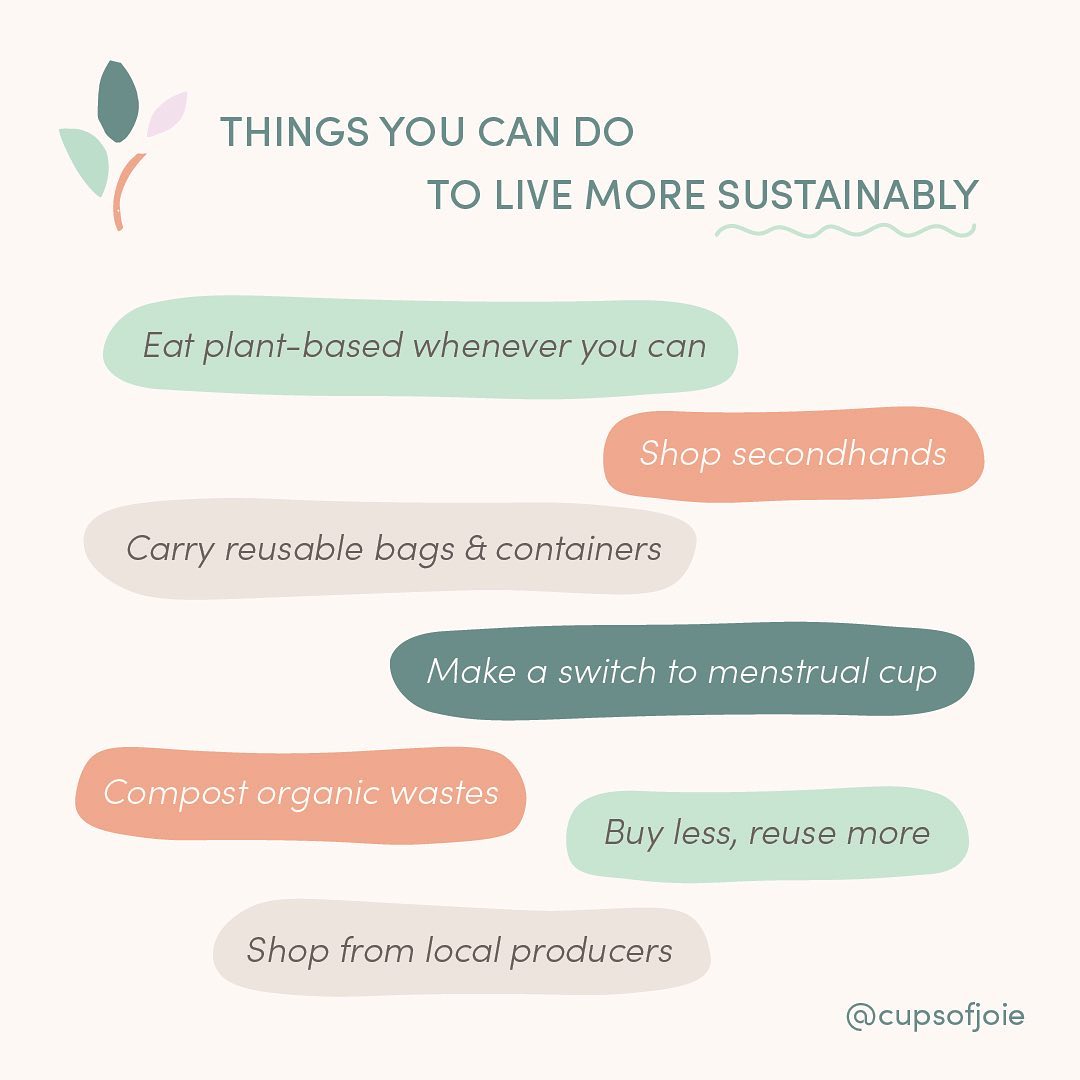 THINGS YOU CAN DO
TO LIVE MORE SUSTAINABLY
Eat plant-based whenever you can
Shop secondhands
Carry reusable bags & containers
Make a switch to menstrual cup
Compost organic wastes
Buy less, reuse more
Shop from local producers
@cupsofjoie